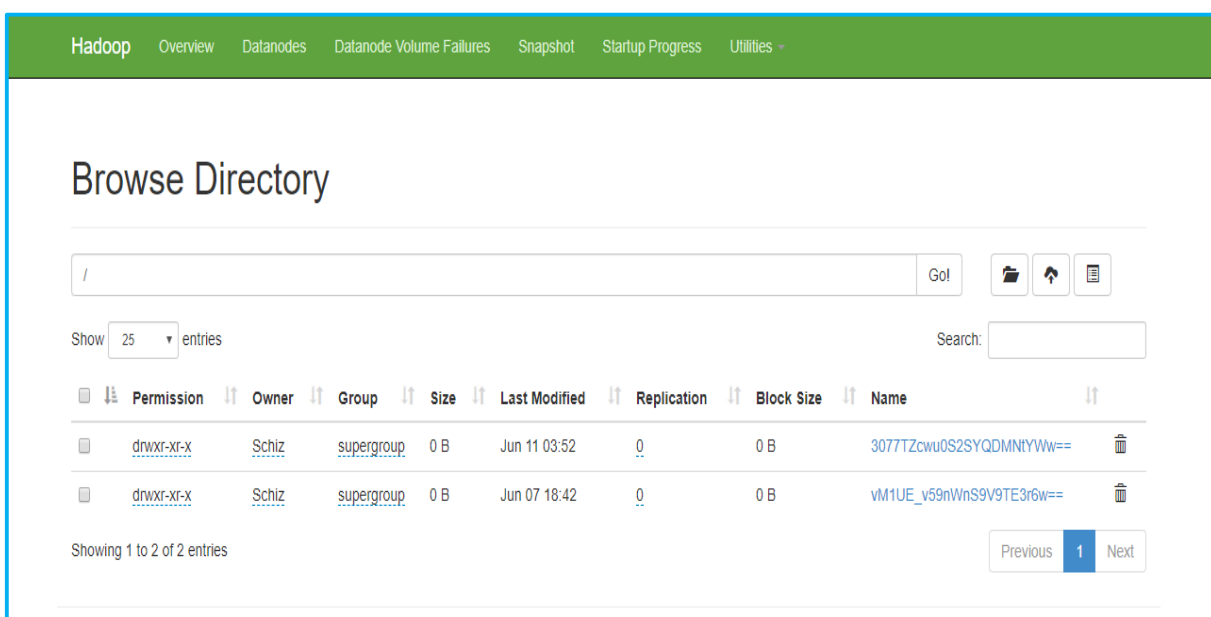 Hadoop Overview Datanodes Datanode Volume Failures Snapshot Startup Progress Utilities
Browse Directory
/ Go!
Show 25 entries Search:
Permission Owner Group Size Last Modified Replication Block Size Name
drwxr-xr-x Schiz supergroup 0 B Jun 11 03:52 0 0 B 3077TZcwu0S2SYQDMNtYWw==
drwxr-xr-x Schiz supergroup 0 B Jun 07 18:42 0 0 B vM1UE_v59nWnS9V9TE3r6w==
Showing 1 to 2 of 2 entries Previous 1 Next